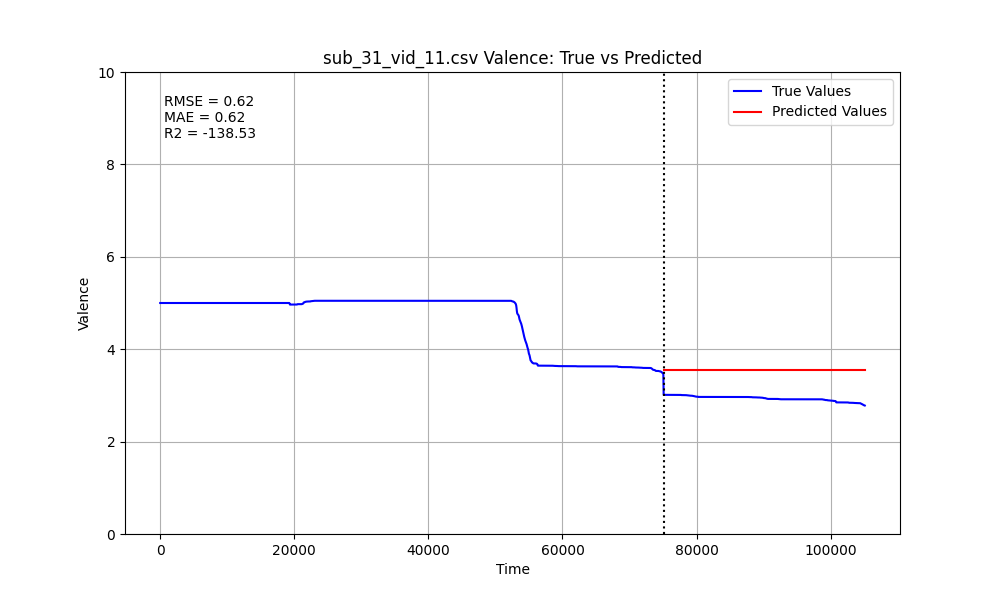 sub_31_vid_11.csv Valence: True vs Predicted
RMSE = 0.62
MAE = 0.62
R2 = -138.53
True Values
Predicted Values
10
8
6
4
2
0
Valence
0 20000 40000 60000 80000 100000
Time